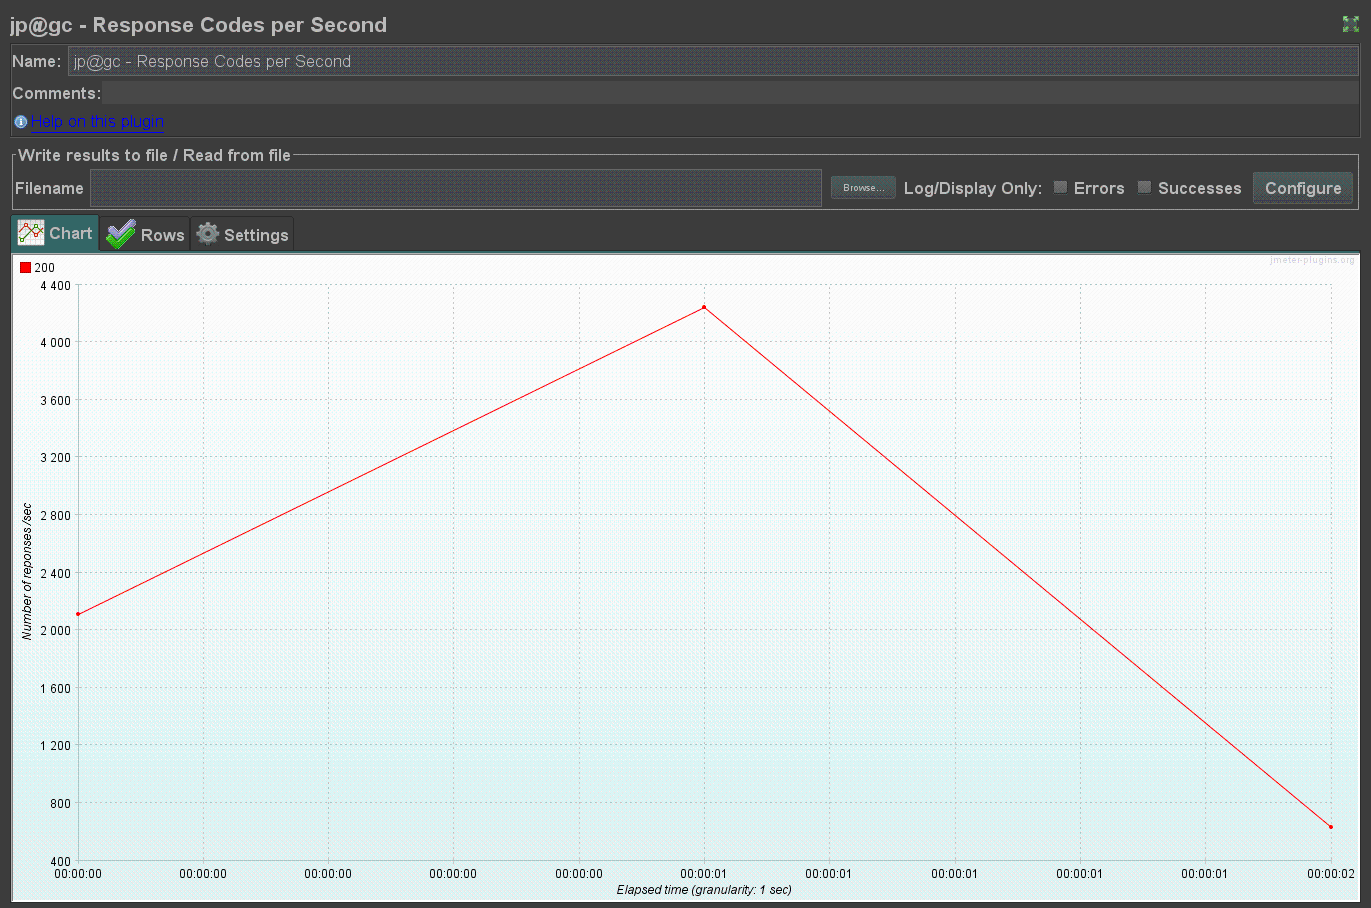 jp@gc - Response Codes per Second
Name: jp@gc - Response Codes per Second
Comments:
Help on this plugin
Write results to file / Read from file
Filename Browse... Log/Display Only: Errors Successes Configure
Chart Rows Settings
200 jmeter-plugins.org
4 400
4 000
3 600
3 200
2 800
2 400
2 000
1 600
1 200
800
400
Number of reponses /sec
00:00:00 00:00:00 00:00:00 00:00:00 00:00:00 00:00:01 00:00:01 00:00:01 00:00:01 00:00:01 00:00:02
Elapsed time (granularity: 1 sec)